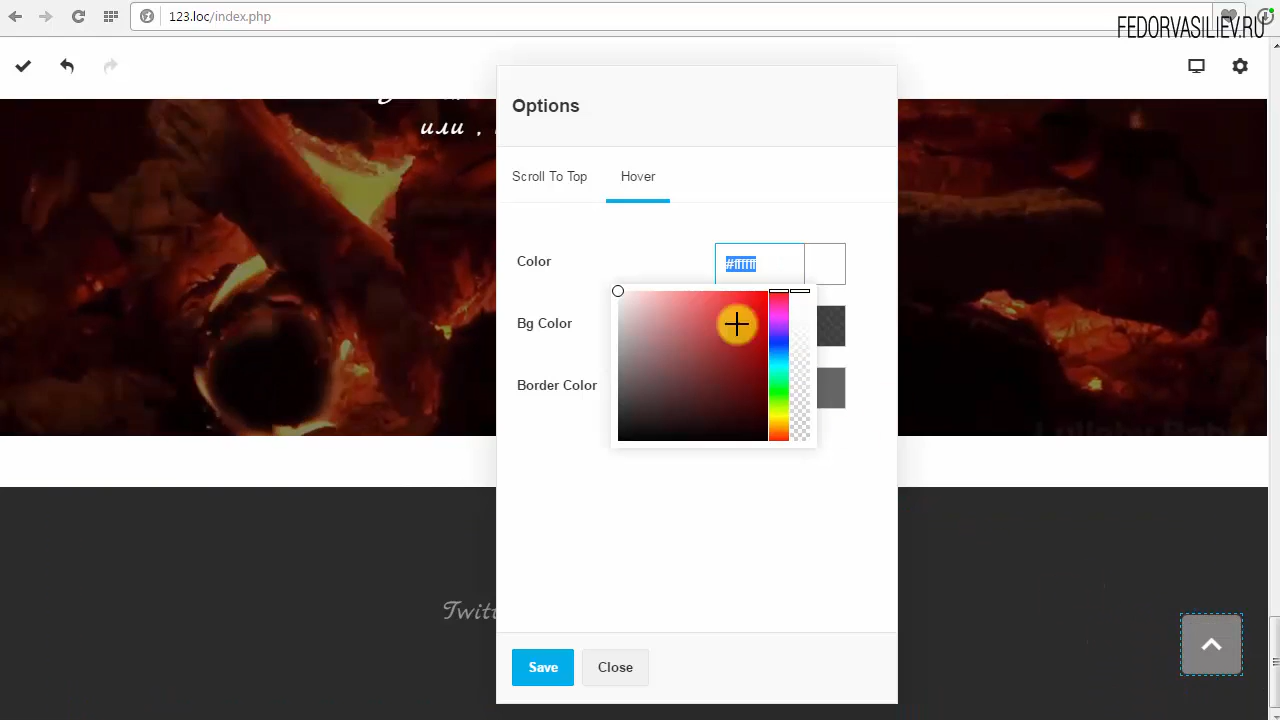 123.loc/index.php
FEDORVASILIEV.RU
Options
или ,
Scroll To Top Hover
Color
#ffffff
Bg Color
Border Color
Save Close